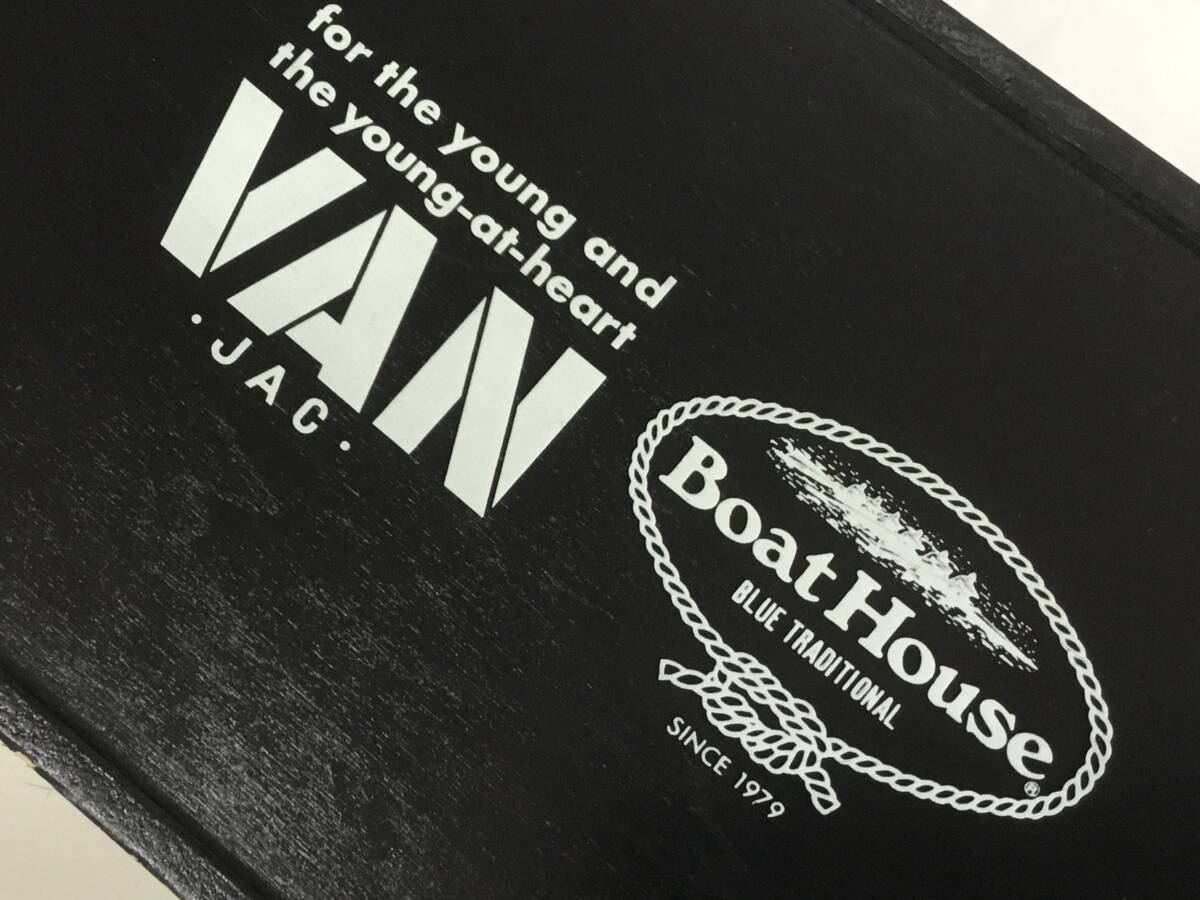 for the young and
the young-at-heart
VAN
· JAC ·
Boat House®
BLUE TRADITIONAL
SINCE 1979